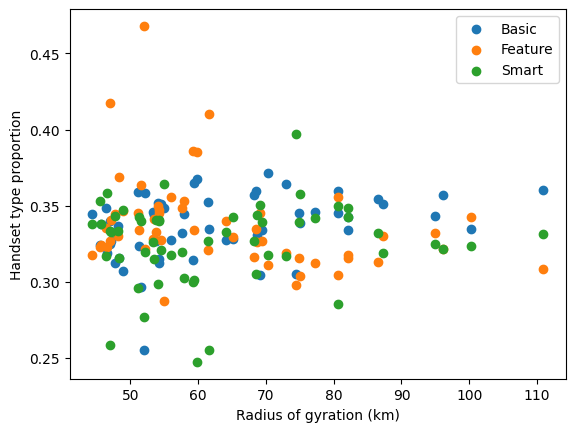 Basic
Feature
Smart
0.45
0.40
0.35
0.30
0.25
Handset type proportion
50 60 70 80 90 100 110
Radius of gyration (km)